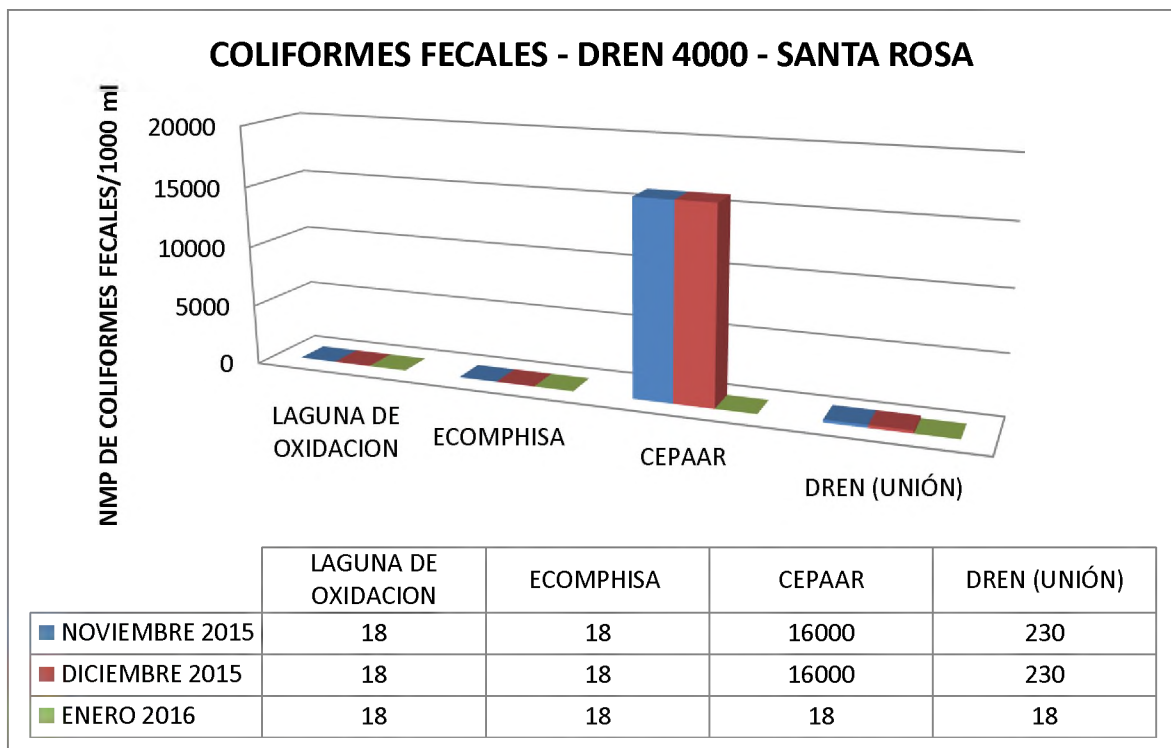 COLIFORMES FECALES - DREN 4000 - SANTA ROSA
NMP DE COLIFORMES FECALES/1000 ml
20000
15000
10000
5000
0
LAGUNA DE
OXIDACION
ECOMPHISA
CEPAAR
DREN (UNIÓN)
LAGUNA DE
OXIDACION
ECOMPHISA
CEPAAR
DREN (UNIÓN)
NOVIEMBRE 2015 18 18 16000 230
DICIEMBRE 2015 18 18 16000 230
ENERO 2016 18 18 18 18